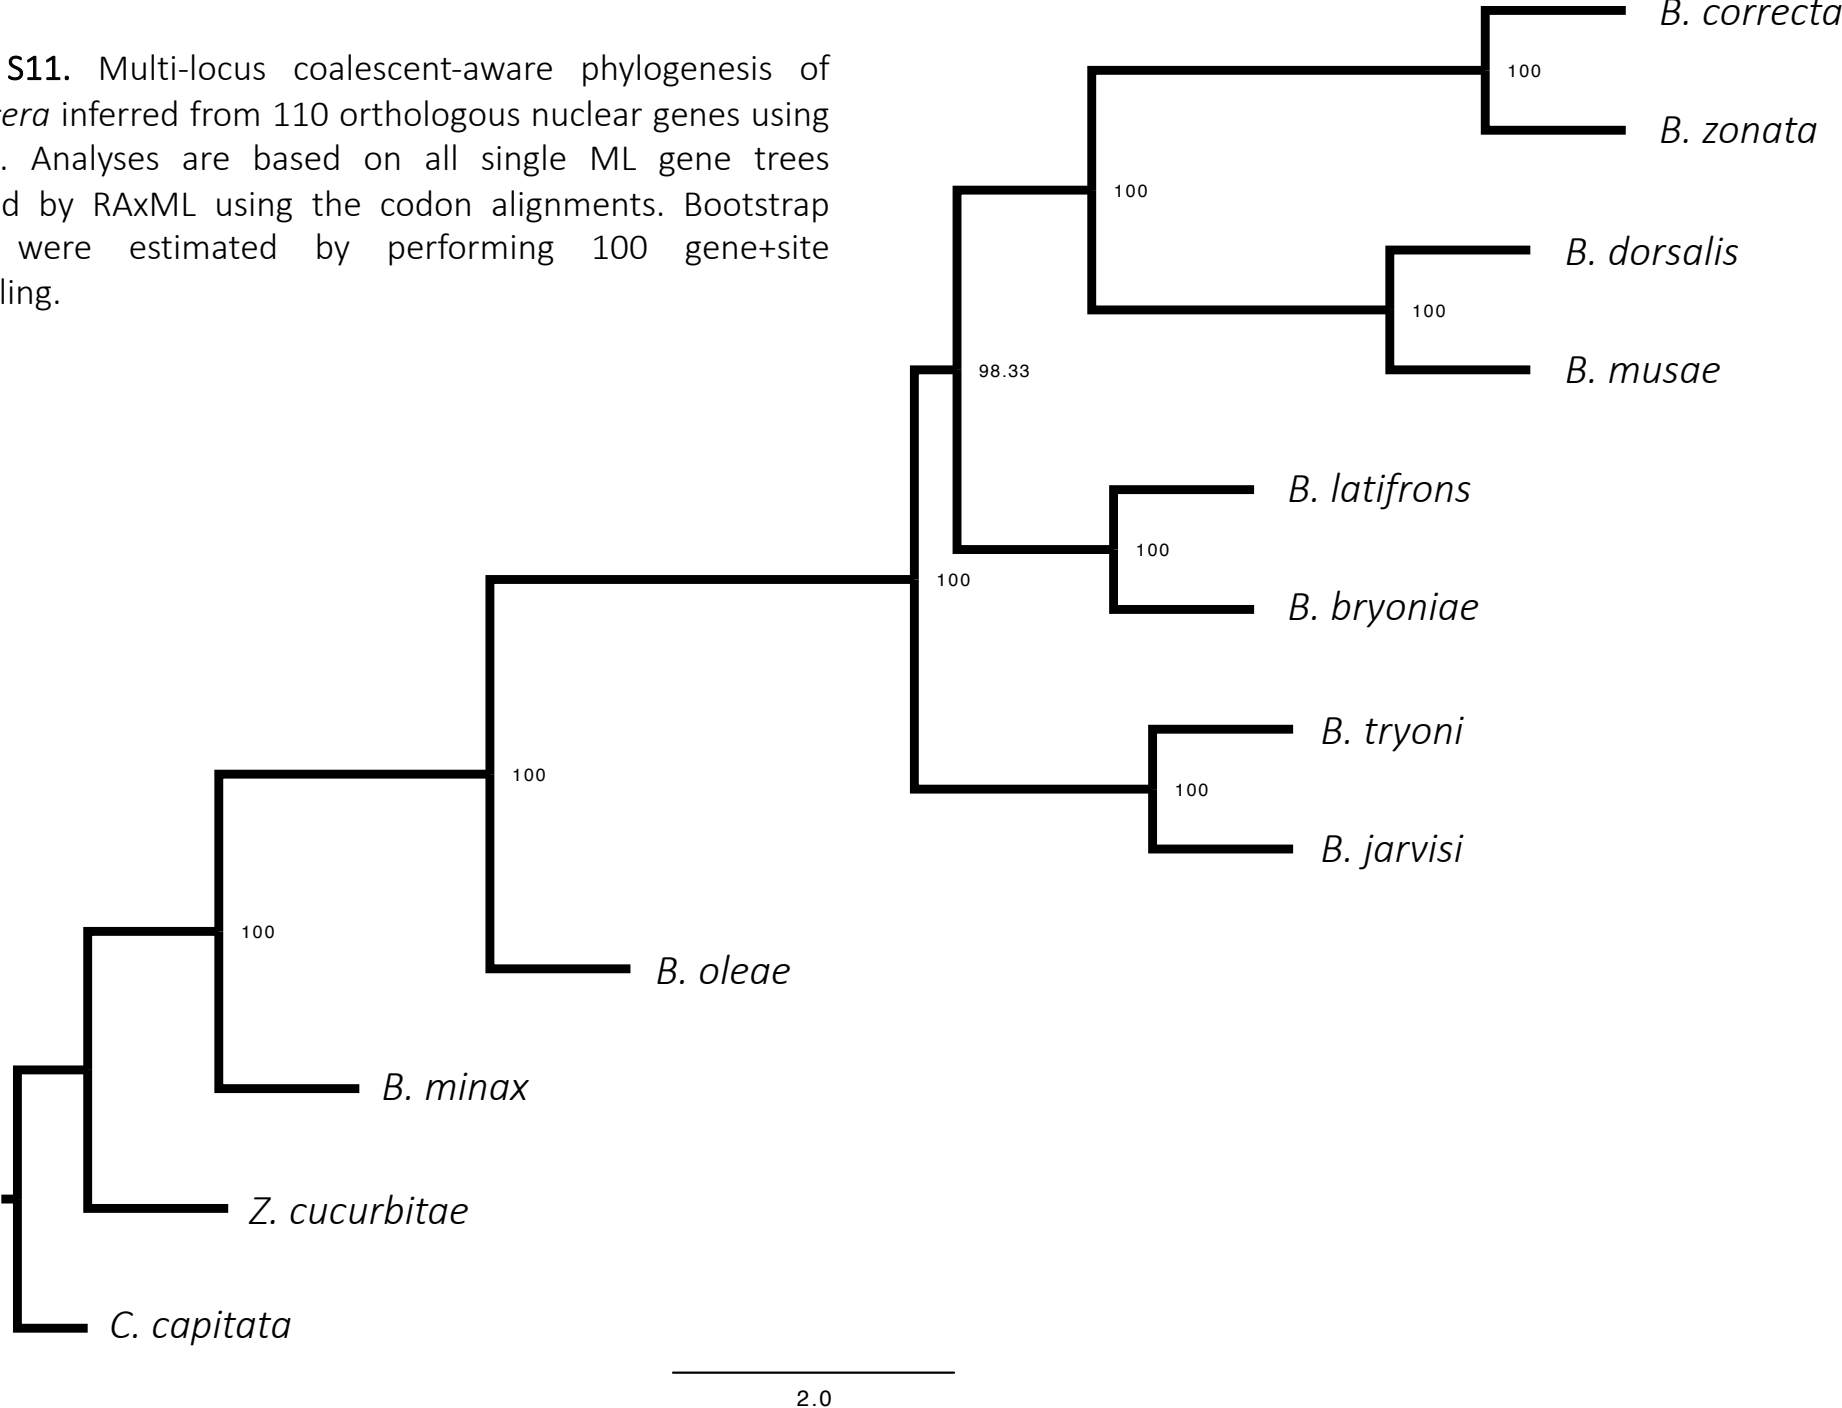 S11. Multi-locus coalescent-aware phylogenesis of
era inferred from 110 orthologous nuclear genes using
. Analyses are based on all single ML gene trees
d by RAxML using the codon alignments. Bootstrap
were estimated by performing 100 gene+site
ling.
B. correcta
100
B. zonata
100
B. dorsalis
100
B. musae
98.33
B. latifrons
100
B. bryoniae
100
B. tryoni
100
100
B. jarvisi
100
B. oleae
B. minax
Z. cucurbitae
C. capitata
2.0